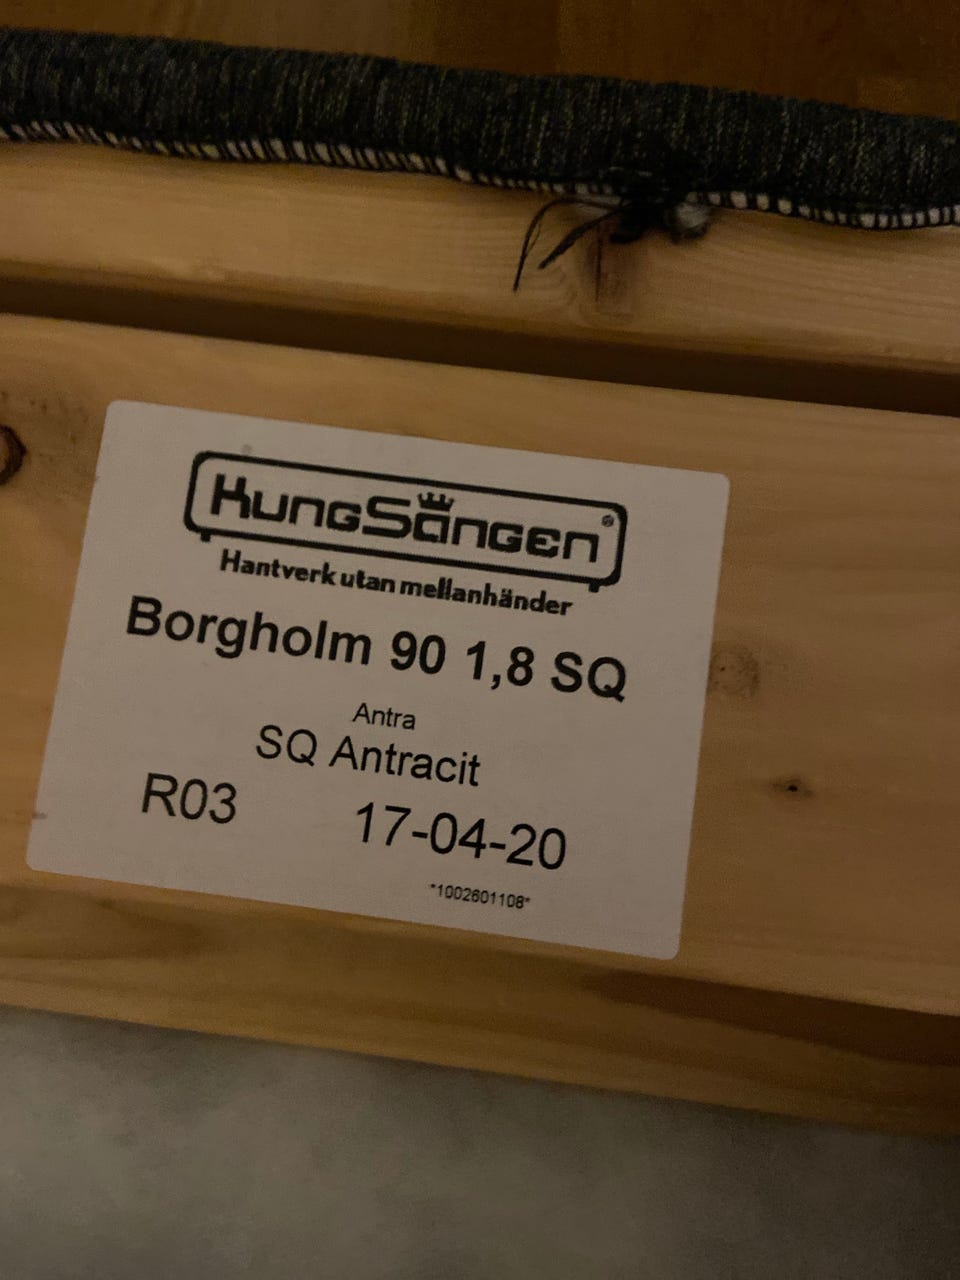 KungSängen®
Hantverk utan mellanhänder
Borgholm 90 1,8 SQ
Antra
SQ Antracit
R03 17-04-20
*1002601108*